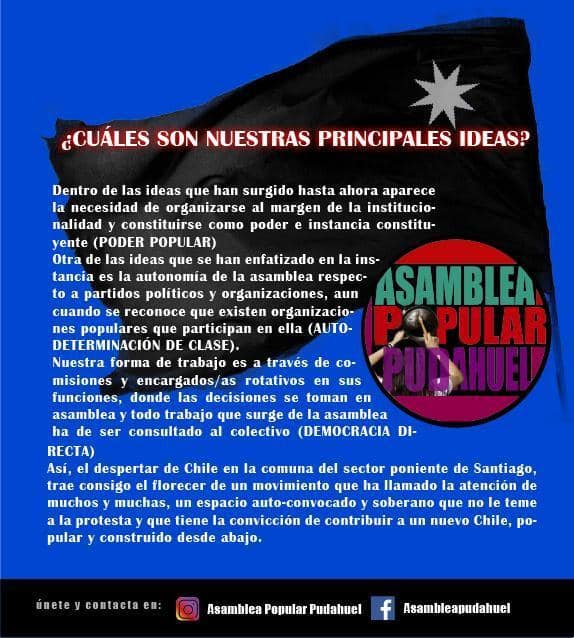 ¿CUÁLES SON NUESTRAS PRINCIPALES IDEAS?
Dentro de las ideas que han surgido hasta ahora aparece
la necesidad de organizarse al margen de la institucio-
nalidad y constituirse como poder e instancia constitu-
yente (PODER POPULAR)
Otra de las ideas que se han enfatizado en la ins-
tancia es la autonomía de la asamblea respec-
to a partidos políticos y organizaciones, aun
cuando se reconoce que existen organizacio-
nes populares que participan en ella (AUTO-
DETERMINACIÓN DE CLASE).
Nuestra forma de trabajo es a través de co-
misiones y encargados/as rotativos en sus
funciones, donde las decisiones se toman en
asamblea y todo trabajo que surge de la asamblea
ha de ser consultado al colectivo (DEMOCRACIA DI-
RECTA)
Así, el despertar de Chile en la comuna del sector poniente de Santiago,
trae consigo el florecer de un movimiento que ha llamado la atención de
muchos y muchas, un espacio auto-convocado y soberano que no le teme
a la protesta y que tiene la convicción de contribuir a un nuevo Chile, po-
pular y construido desde abajo.
ASAMBLEA
POPULAR
PUDAHUEL
únete y contacta en:
Asamblea Popular Pudahuel
Asambleapudahuel